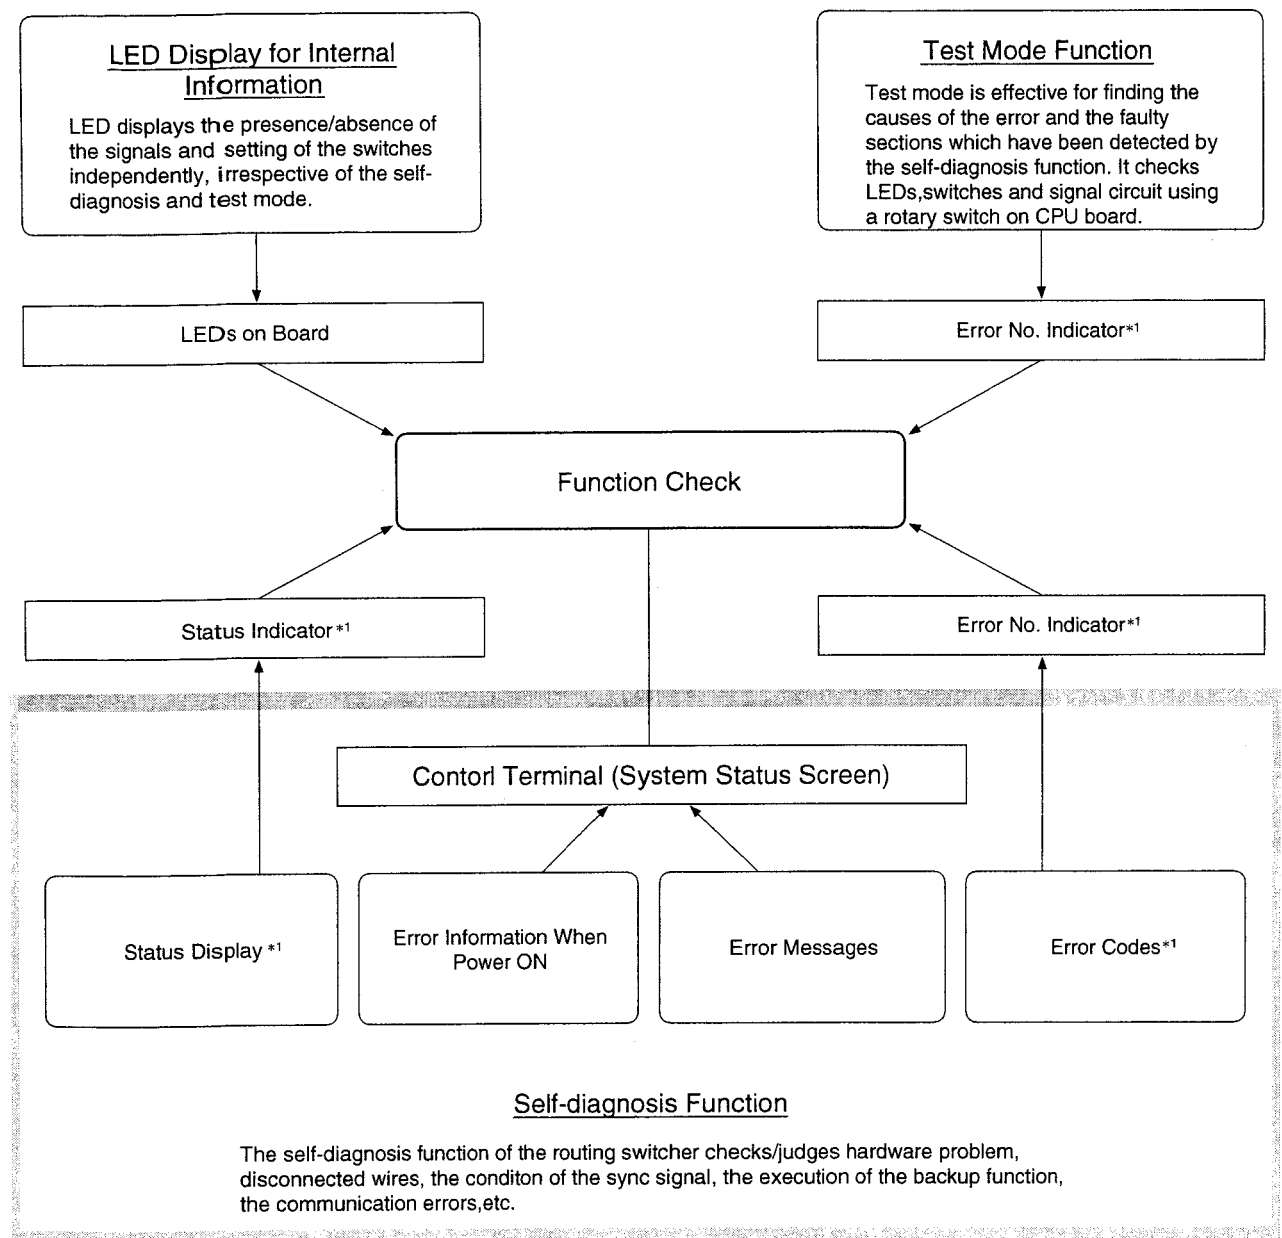 LED Display for Internal
Information
LED displays the presence/absence of
the signals and setting of the switches
independently, irrespective of the self-
diagnosis and test mode.
Test Mode Function
Test mode is effective for finding the
causes of the error and the faulty
sections which have been detected by
the self-diagnosis function. It checks
LEDs,switches and signal circuit using
a rotary switch on CPU board.
LEDs on Board
Error No. Indicator*1
Function Check
Status Indicator*1
Error No. Indicator*1
Contorl Terminal (System Status Screen)
Status Display *1
Error Information When
Power ON
Error Messages
Error Codes*1
Self-diagnosis Function
The self-diagnosis function of the routing switcher checks/judges hardware problem,
disconnected wires, the conditon of the sync signal, the execution of the backup function,
the communication errors,etc.